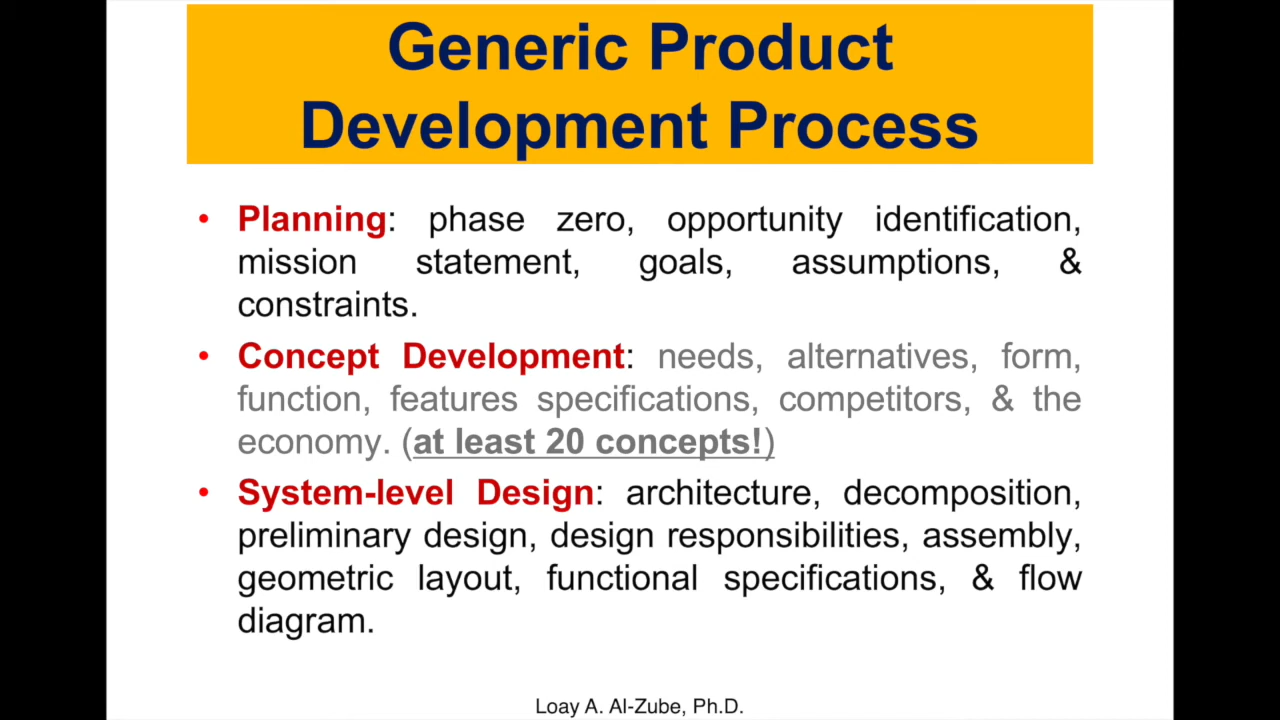 Generic Product
Development Process
• Planning: phase zero, opportunity identification,
mission statement, goals, assumptions, &
constraints.
• Concept Development: needs, alternatives, form,
function, features specifications, competitors, & the
economy. (at least 20 concepts!)
• System-level Design: architecture, decomposition,
preliminary design, design responsibilities, assembly,
geometric layout, functional specifications, & flow
diagram.
Loay A. Al-Zube, Ph.D.